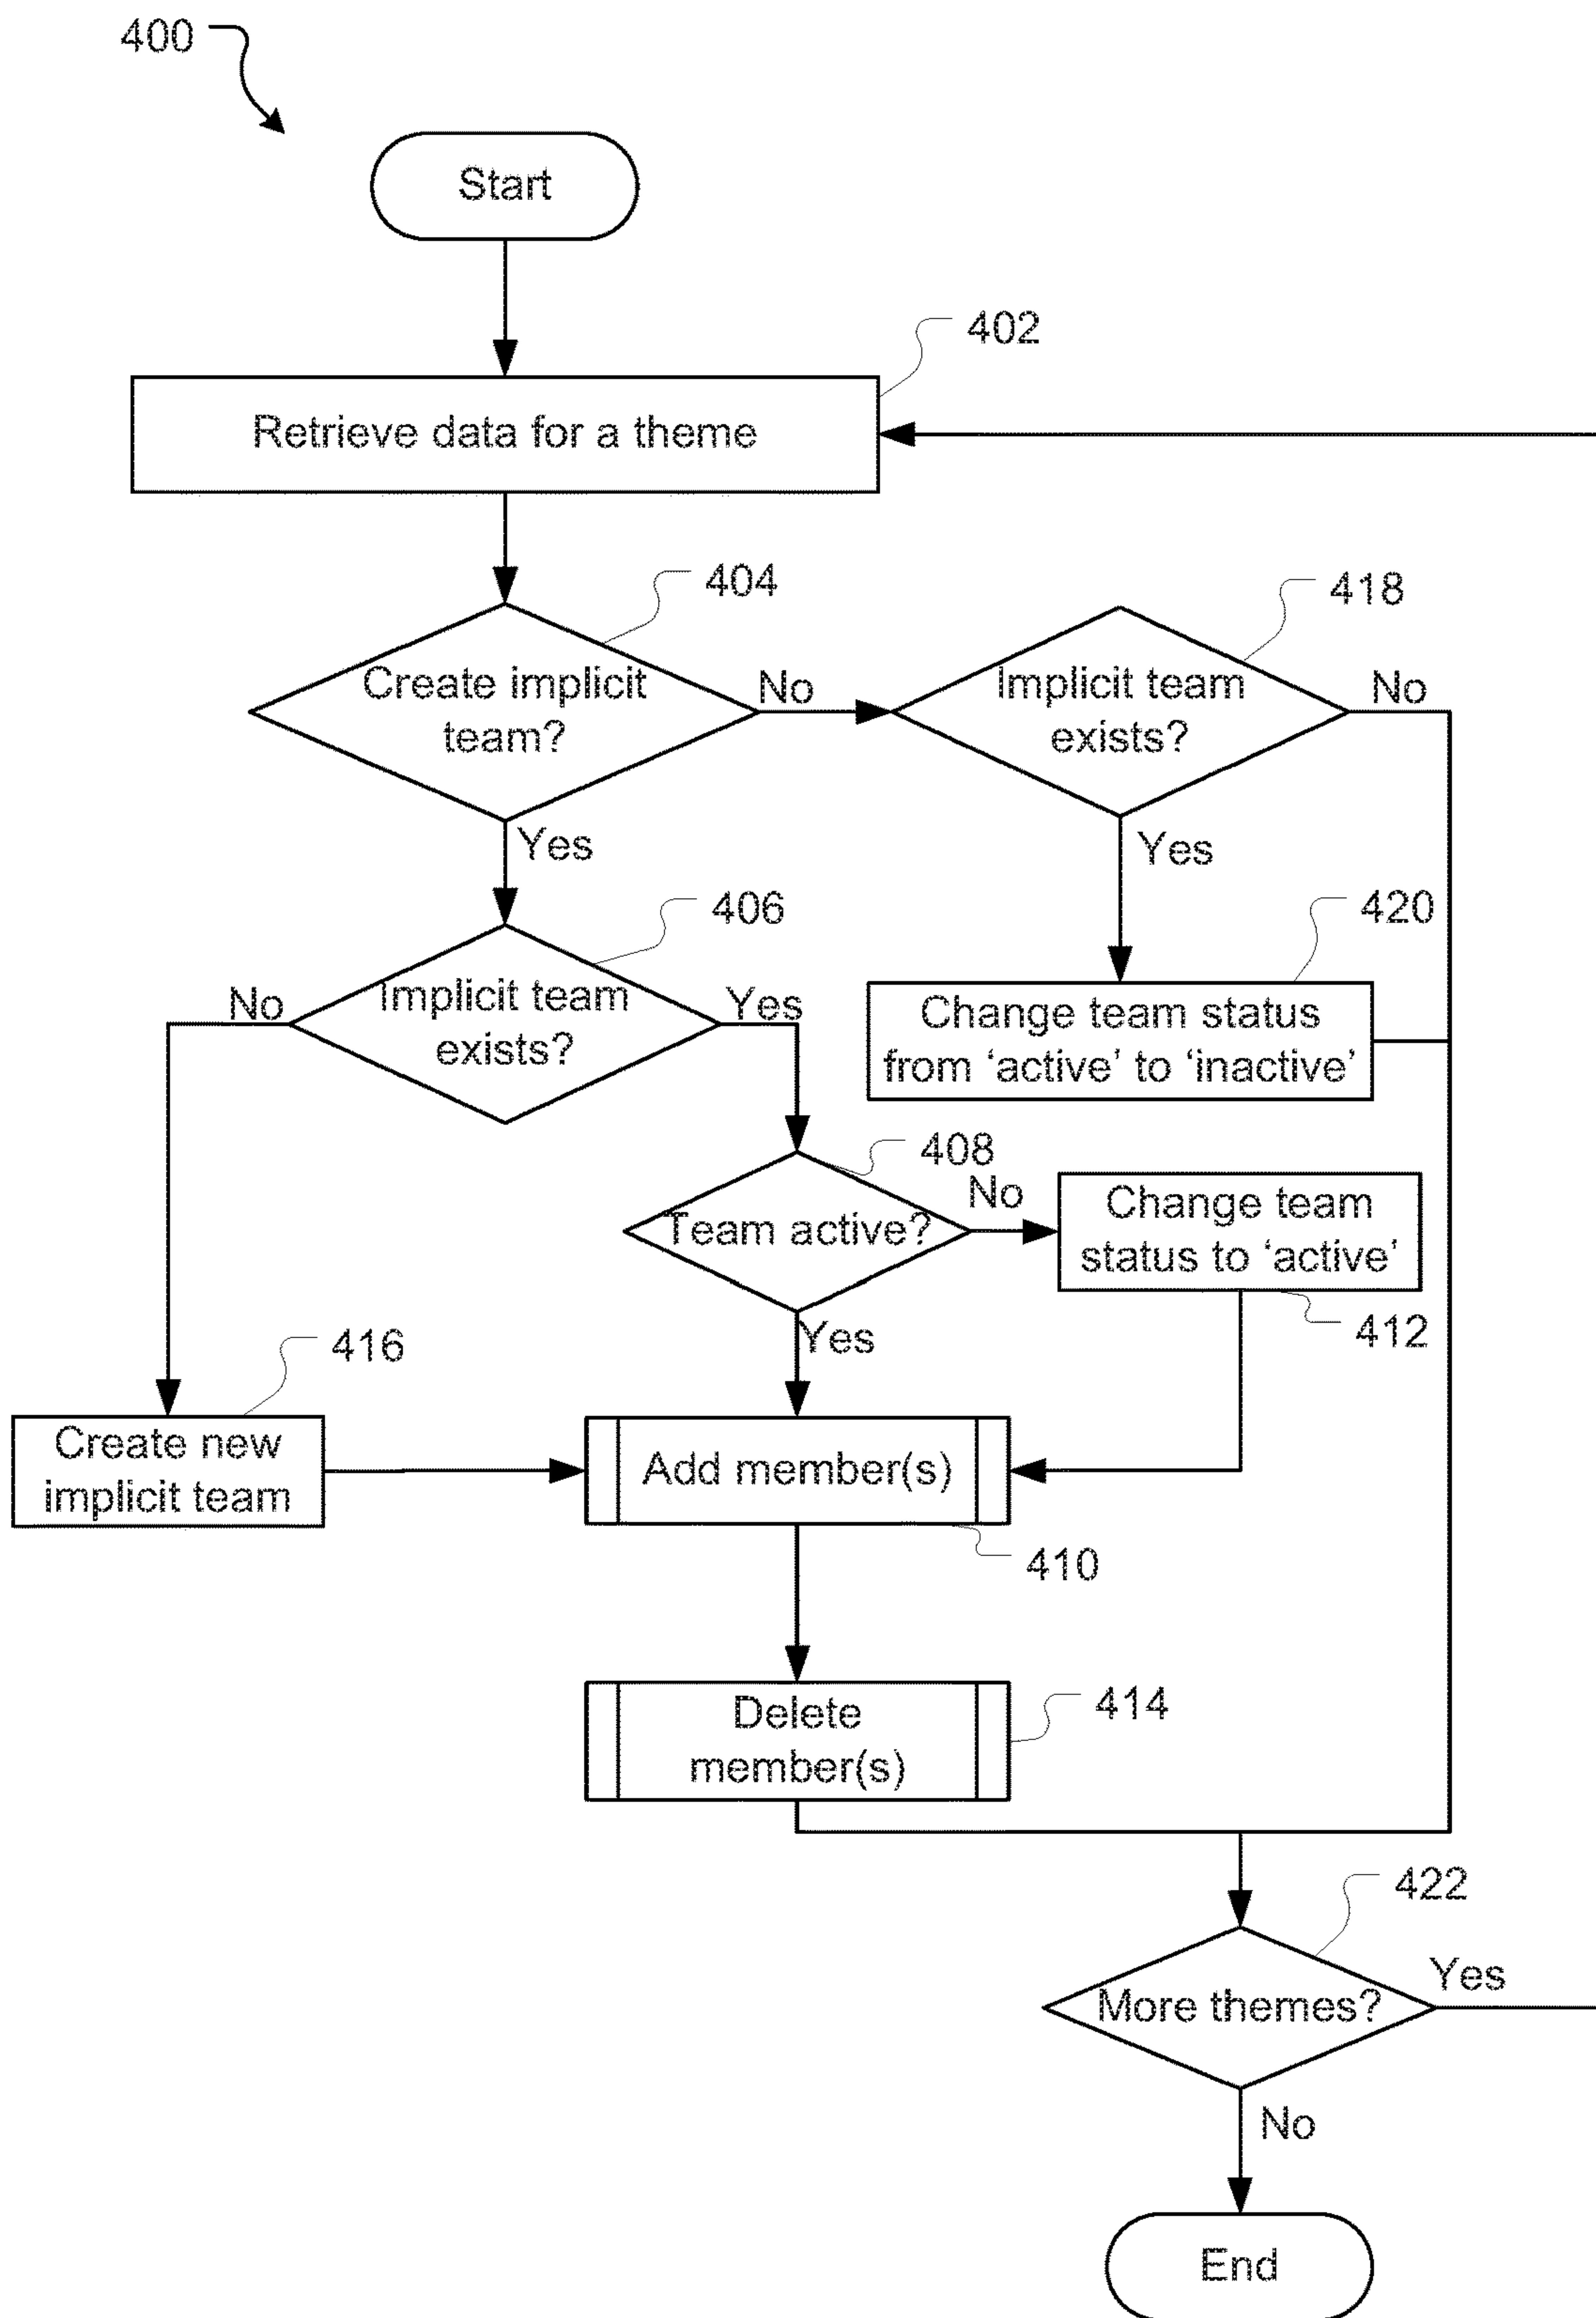 400
Start
402
Retrieve data for a theme
404
418
Create implicit
team?
No
Implicit team
exists?
No
Yes
Yes
406
420
No
Implicit team
exists?
Yes
Change team status
from ‘active’ to ‘inactive’
408
No
Team active?
Change team
status to ‘active’
Yes
412
416
Create new
implicit team
Add member(s)
410
Delete
member(s)
414
422
More themes?
Yes
No
End